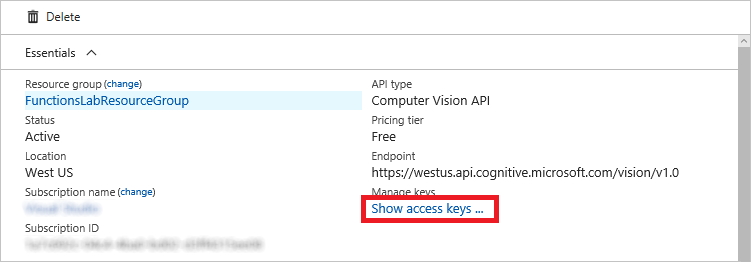 Delete
Essentials
Resource group (change)
FunctionsLabResourceGroup
Status
Active
Location
West US
Subscription name (change)
Subscription ID
API type
Computer Vision API
Pricing tier
Free
Endpoint
https://westus.api.cognitive.microsoft.com/vision/v1.0
Manage keys
Show access keys ...